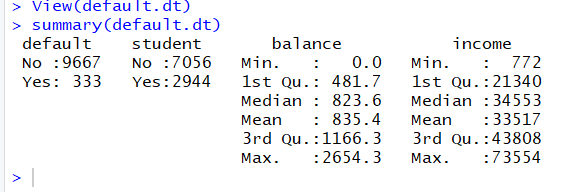 > View(default.dt)
> summary(default.dt)
default student balance income
No :9667 No :7056 Min. : 0.0 Min. : 772
Yes: 333 Yes:2944 1st Qu.: 481.7 1st Qu.:21340
Median : 823.6 Median :34553
Mean : 835.4 Mean :33517
3rd Qu.:1166.3 3rd Qu.:43808
Max. :2654.3 Max. :73554
>